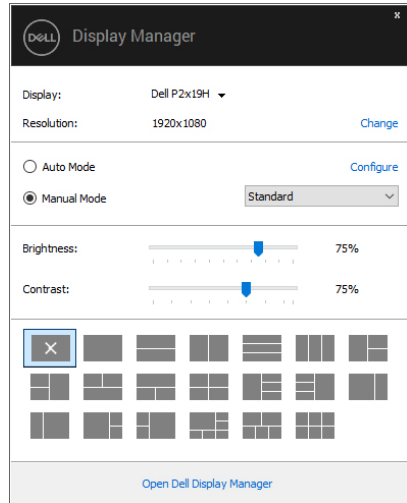 x
DELL Display Manager
Display: Dell P2x19H
Resolution: 1920x1080 Change
Auto Mode Configure
Manual Mode Standard
Brightness: 75%
Contrast: 75%
Open Dell Display Manager